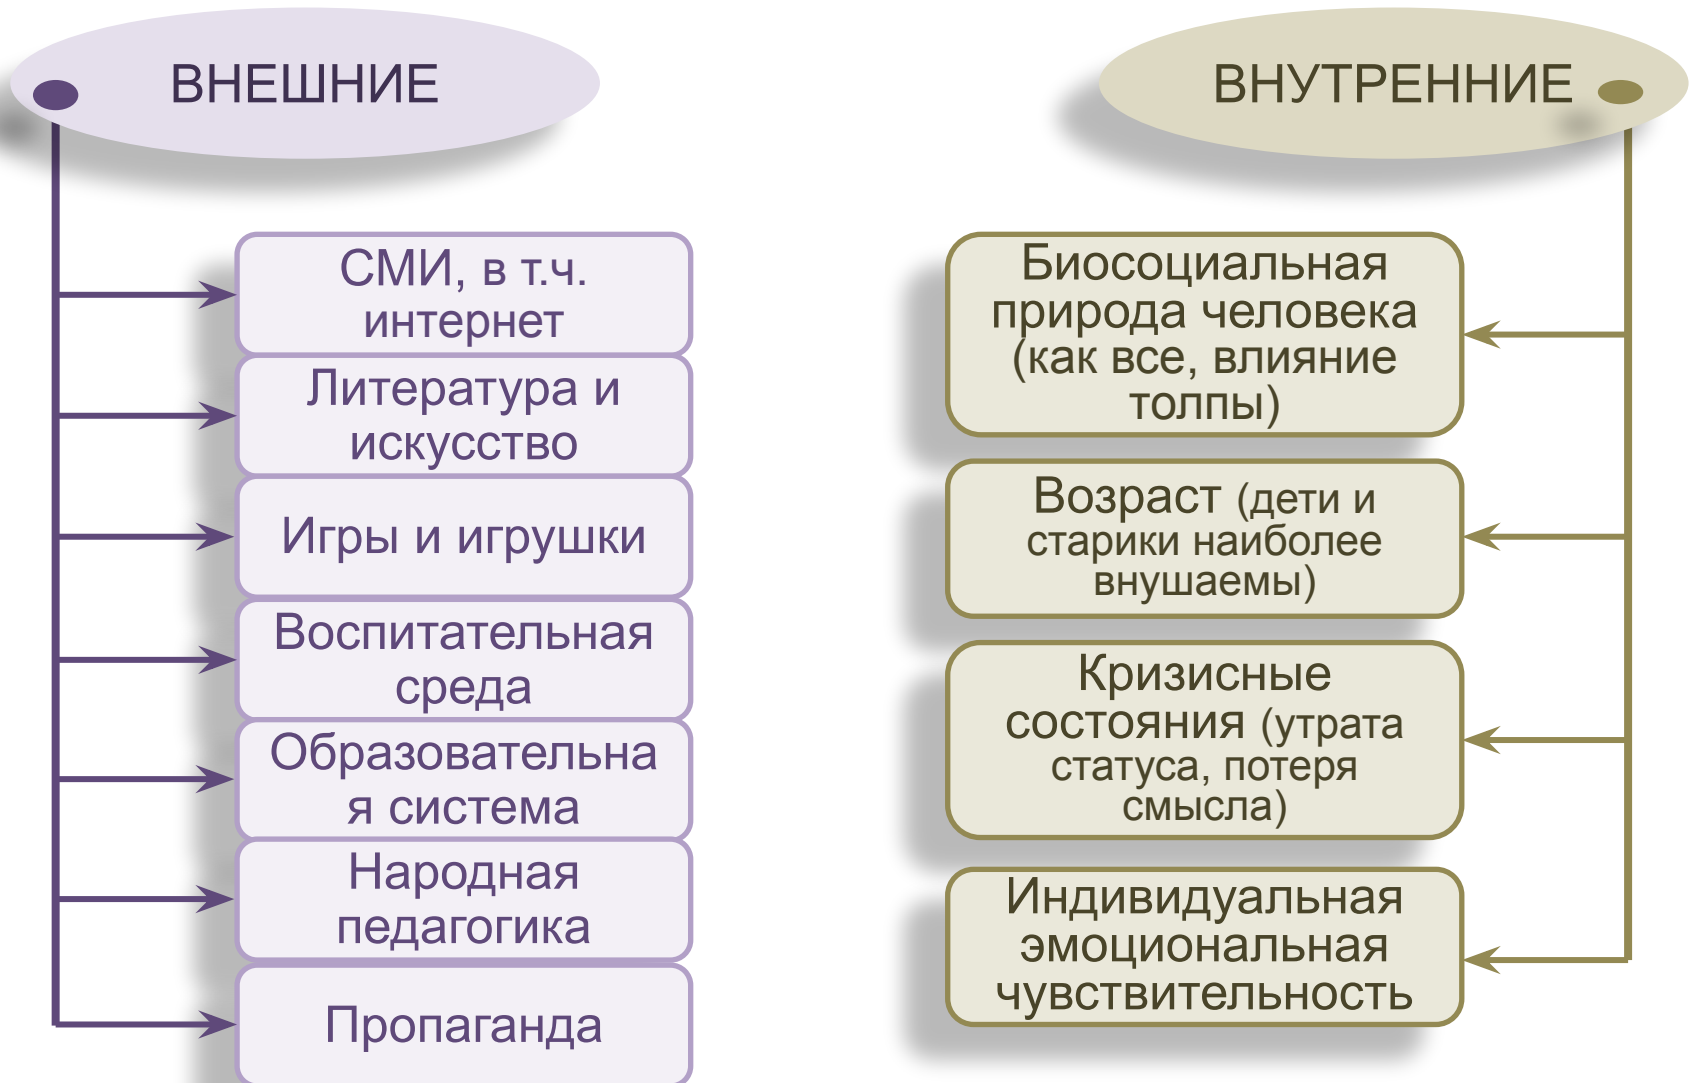 ВНЕШНИЕ
СМИ, в т.ч.
интернет
Литература и
искусство
Игры и игрушки
Воспитательная
среда
Образовательна
я система
Народная
педагогика
Пропаганда
ВНУТРЕННИЕ
Биосоциальная
природа человека
(как все, влияние
толпы)
Возраст (дети и
старики наиболее
внушаемы)
Кризисные
состояния (утрата
статуса, потеря
смысла)
Индивидуальная
эмоциональная
чувствительность